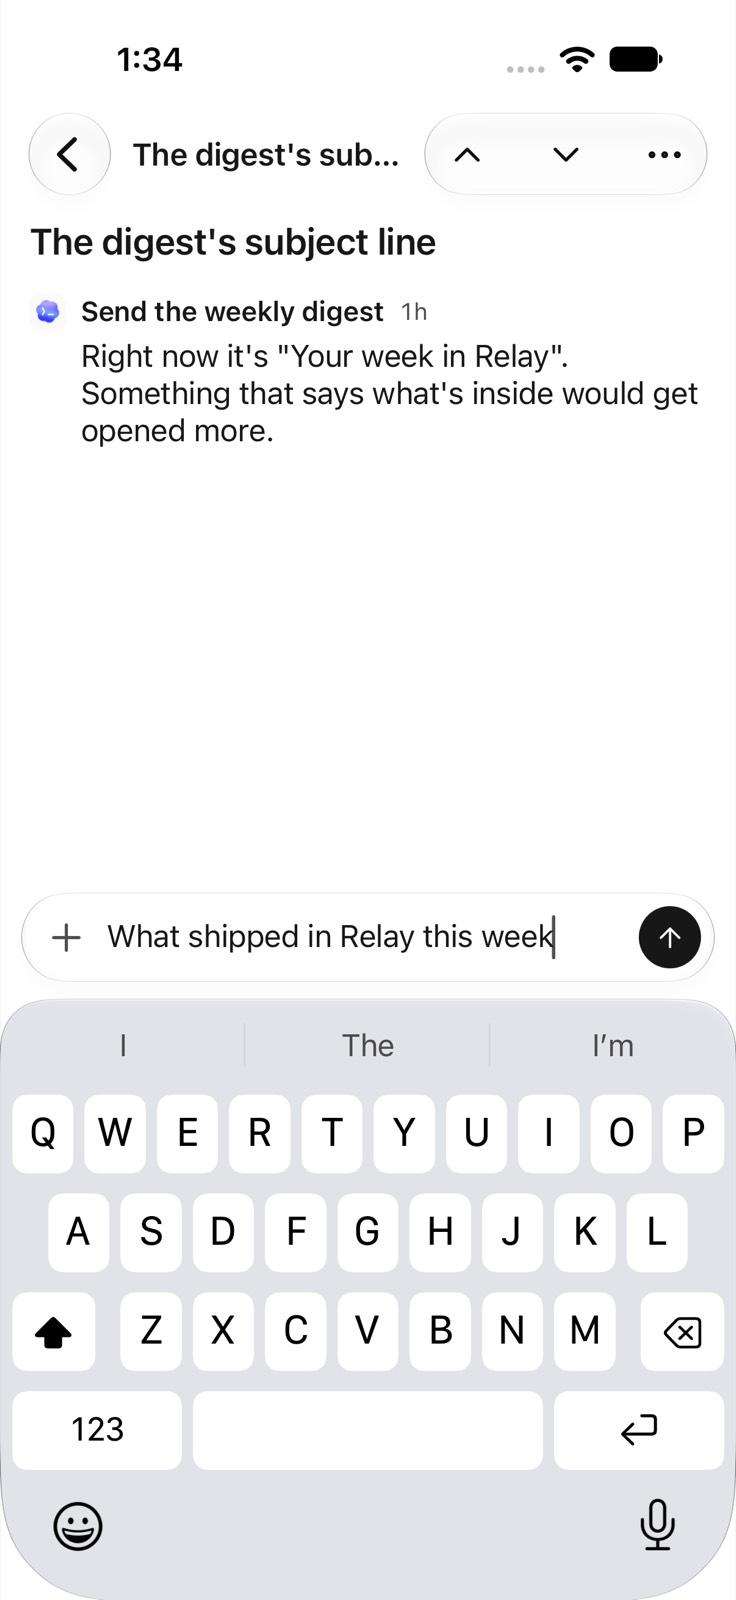 1:34
The digest's sub...
The digest's subject line
Send the weekly digest 1h
Right now it's "Your week in Relay".
Something that says what's inside would get
opened more.
What shipped in Relay this week
I The I’m
Q W E R T Y U I O P
A S D F G H J K L
Z X C V B N M
123